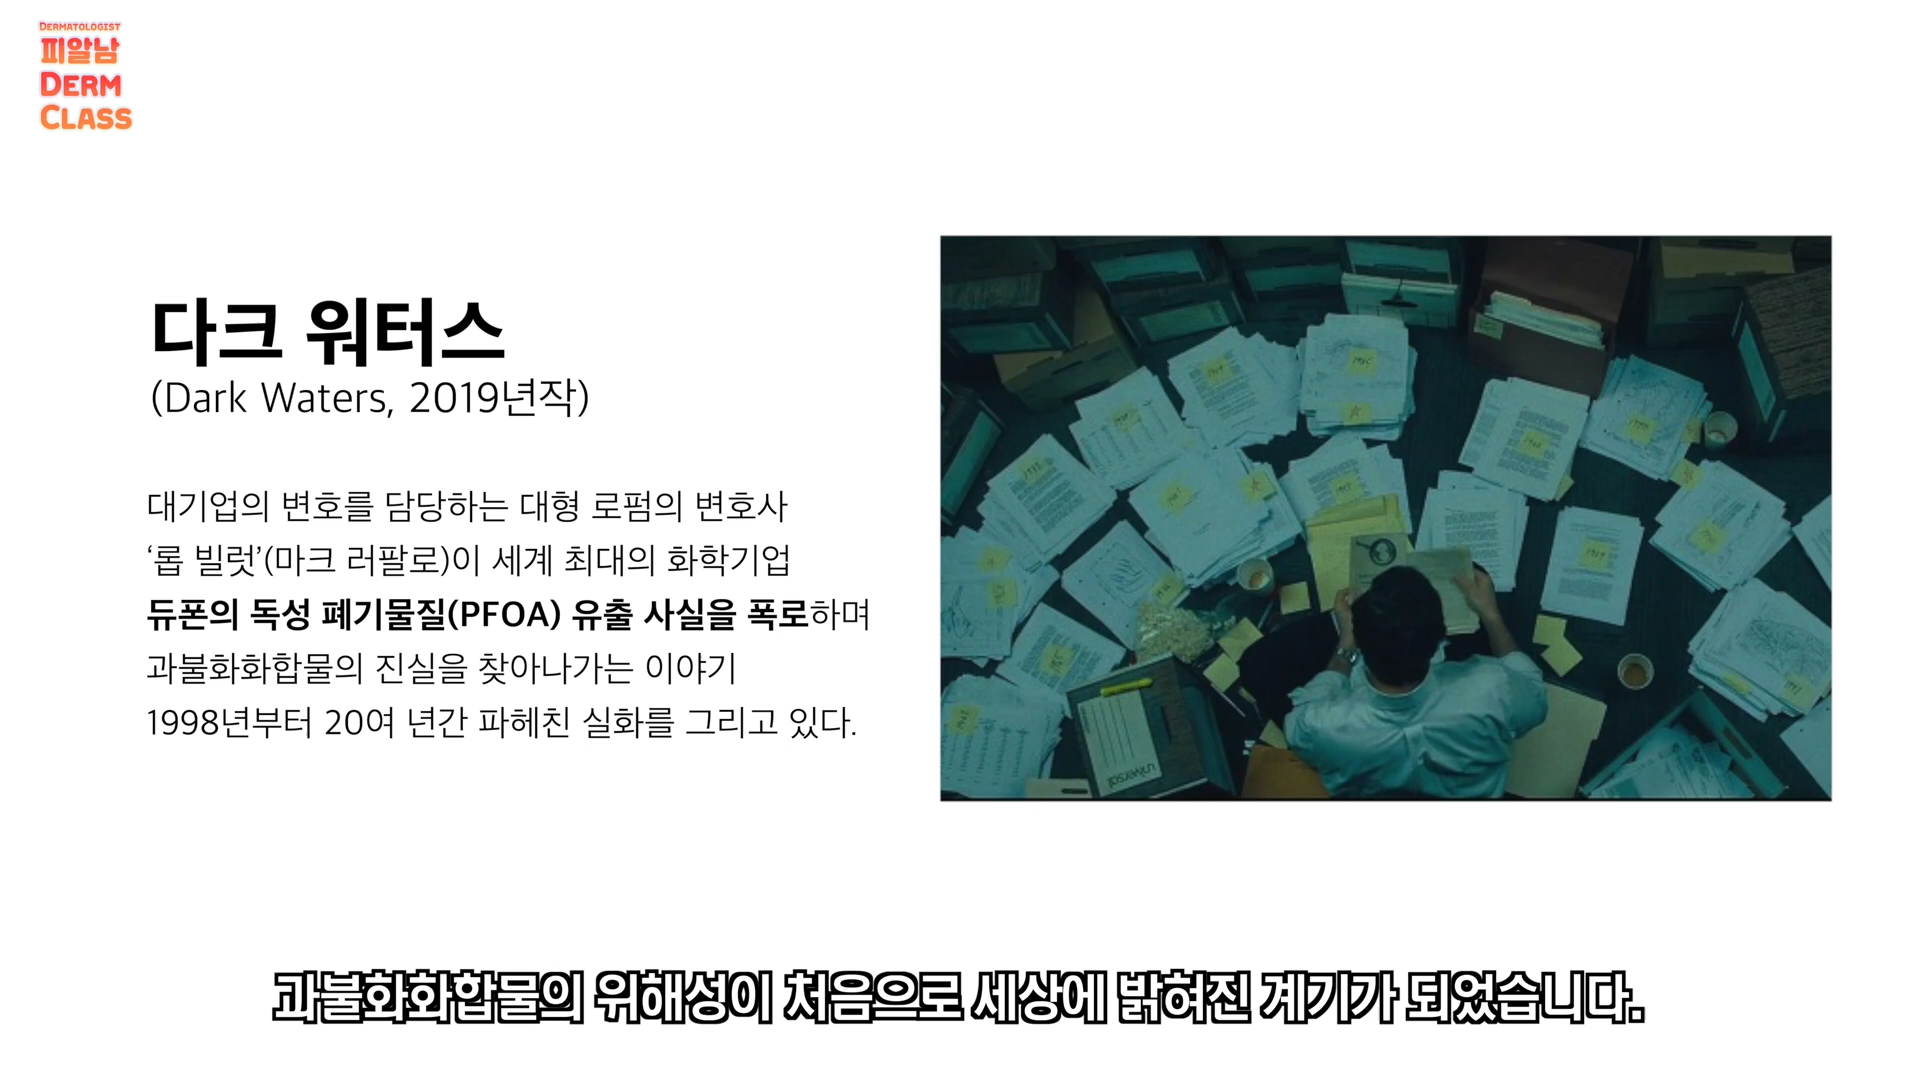 DERMATOLOGIST
피알남
DERM
CLASS
다크 워터스
(Dark Waters, 2019년작)
대기업의 변호를 담당하는 대형 로펌의 변호사
‘롭 빌럿’(마크 러팔로)이 세계 최대의 화학기업
듀폰의 독성 폐기물질(PFOA) 유출 사실을 폭로하며
과불화화합물의 진실을 찾아나가는 이야기
1998년부터 20여 년간 파헤친 실화를 그리고 있다.
universal
과불화화합물의 위해성이 처음으로 세상에 밝혀진 계기가 되었습니다.